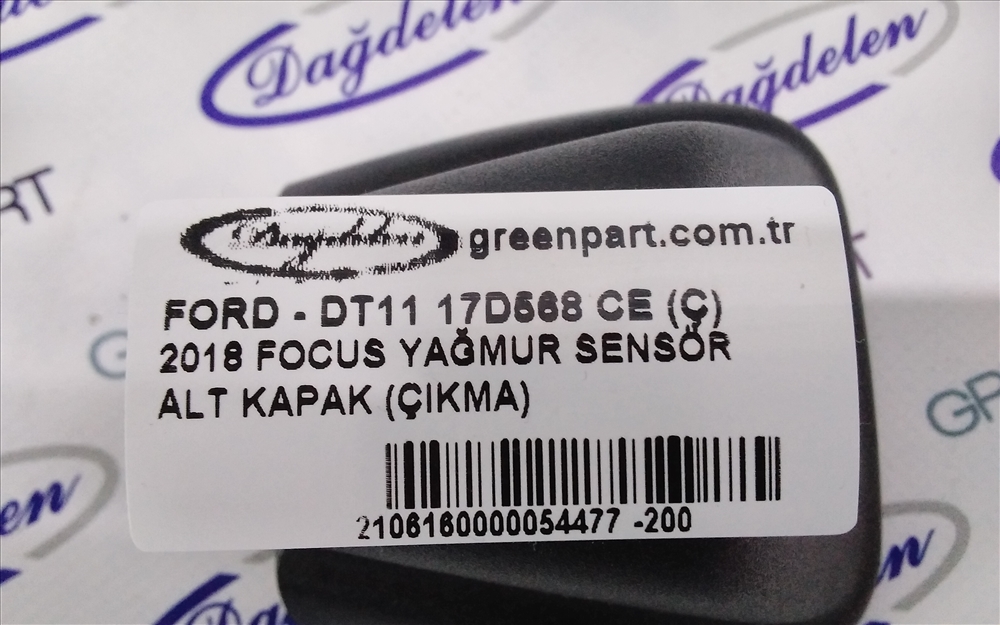 Dağdelen
Dağdelen
greenpart.com.tr
FORD - DT11 17D568 CE (Ç)
2018 FOCUS YAĞMUR SENSÖR
ALT KAPAK (ÇIKMA)
2106160000054477 -200